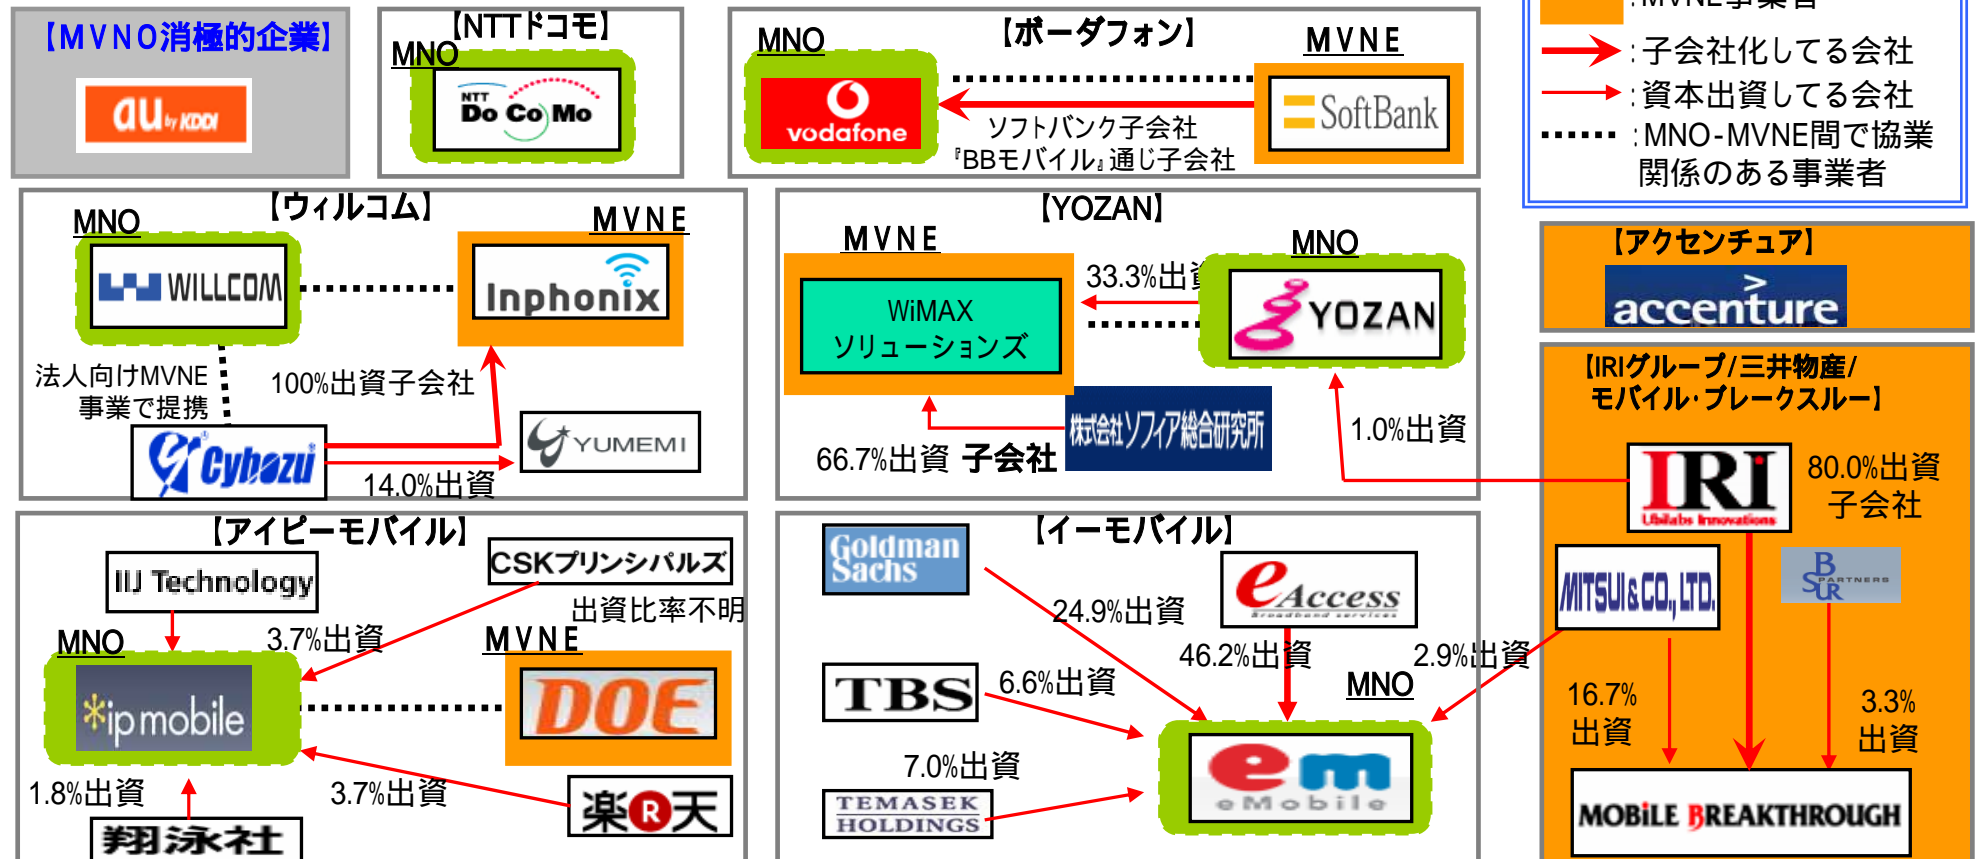 【MVNO消極的企業】
au by KDDI
【NTTドコモ】
MNO
NTT
DoCoMo
【ボーダフォン】
MNO
MVNE
vodafone
SoftBank
ソフトバンク子会社
『BBモバイル』通じ子会社
:MVNE事業者
:子会社化してる会社
:資本出資してる会社
:MNO-MVNE間で協業
関係のある事業者
【ウィルコム】
MNO
MVNE
WILLCOM
Inphonix
法人向けMVNE
事業で提携
100%出資子会社
Cybozu
YUMEMI
14.0%出資
【YOZAN】
MVNE
MNO
33.3%出資
WiMAX
ソリューションズ
YOZAN
株式会社ソフィア総合研究所
66.7%出資 子会社
1.0%出資
【アクセンチュア】
accenture
【IRIグループ/三井物産/
モバイル・ブレークスルー】
IRI
Ubilabs Innovations
80.0%出資
子会社
MITSUI&CO.,LTD.
BSUR
PARTNERS
16.7%
出資
3.3%
出資
MOBILE BREAKTHROUGH
【アイピーモバイル】
IIJ Technology
CSKプリンシパルズ
出資比率不明
3.7%出資
MNO
MVNE
ip mobile
DOE
1.8%出資
3.7%出資
翔泳社
楽R天
【イーモバイル】
Goldman
Sachs
eAccess
Broadband services
24.9%出資
46.2%出資
2.9%出資
TBS
6.6%出資
MNO
7.0%出資
TEMASEK
HOLDINGS
em
eMobile